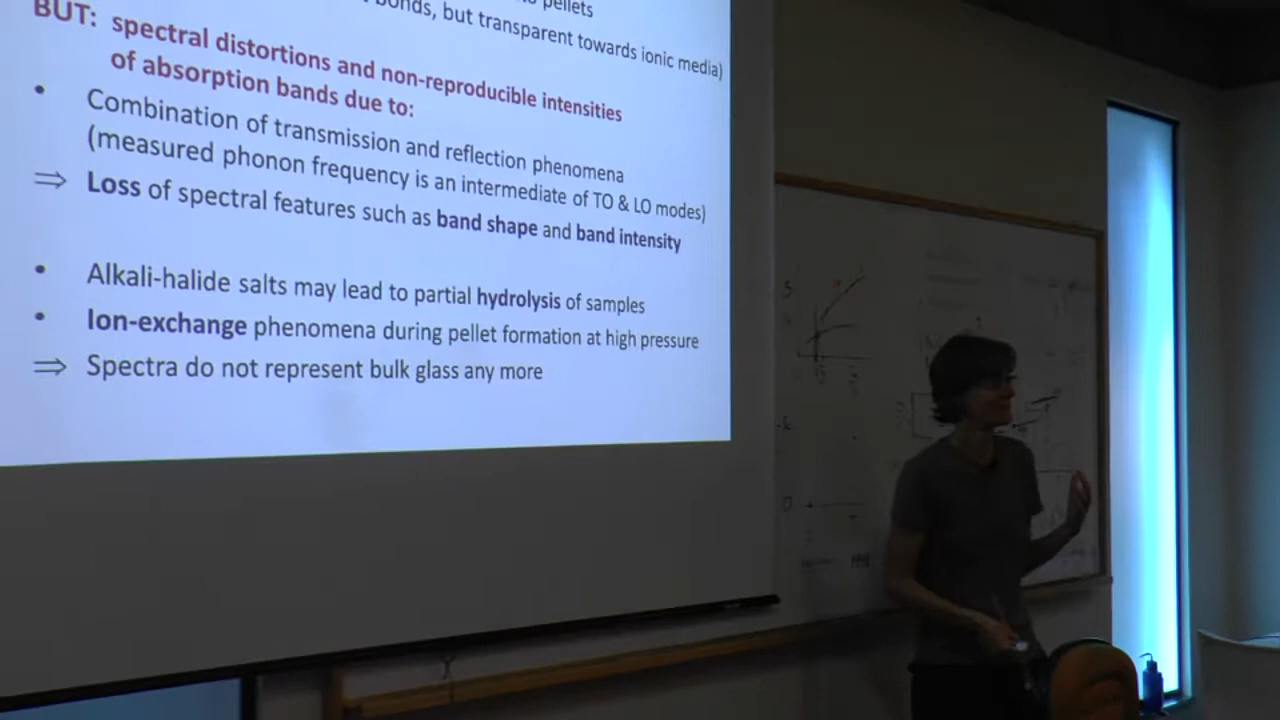 pellets
bonds, but transparent towards ionic media)
BUT: spectral distortions and non-reproducible intensities
of absorption bands due to:
• Combination of transmission and reflection phenomena
(measured phonon frequency is an intermediate of TO & LO modes)
⇒ Loss of spectral features such as band shape and band intensity
• Alkali-halide salts may lead to partial hydrolysis of samples
• Ion-exchange phenomena during pellet formation at high pressure
⇒ Spectra do not represent bulk glass any more